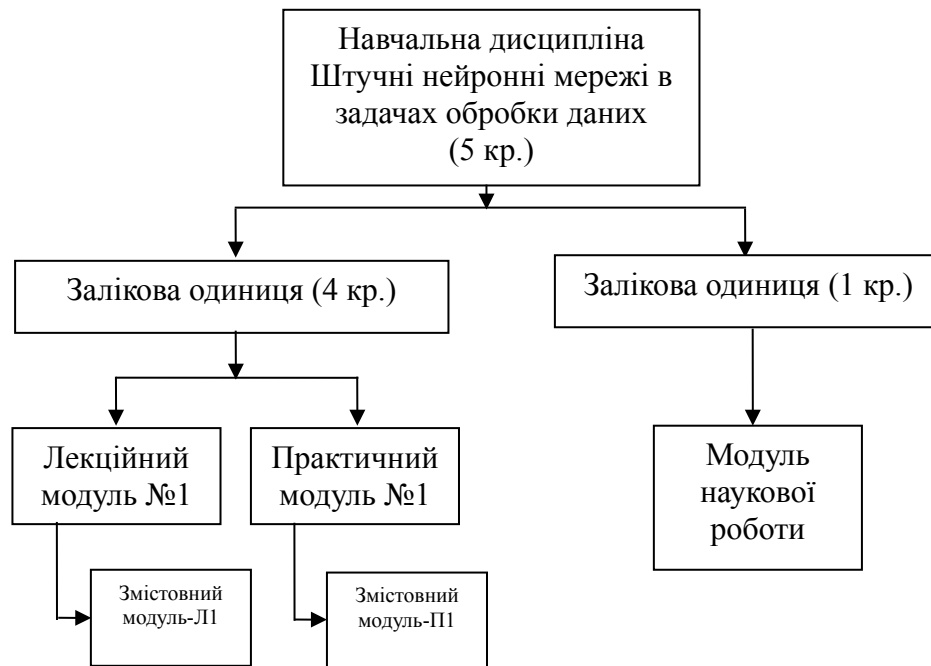 Навчальна дисципліна
Штучні нейронні мережі в
задачах обробки даних
(5 кр.)
Залікова одиниця (4 кр.)
Залікова одиниця (1 кр.)
Лекційний
модуль №1
Практичний
модуль №1
Модуль
наукової
роботи
Змістовний
модуль-Л1
Змістовний
модуль-П1